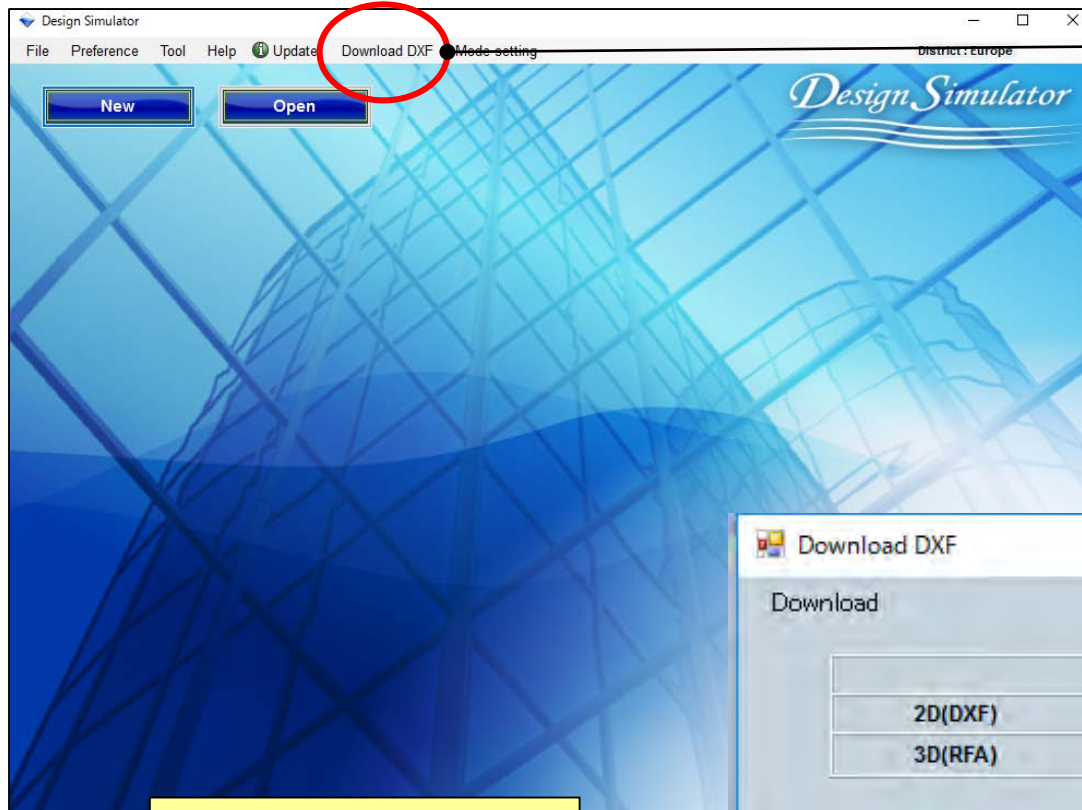 Design Simulator
File Preference Tool Help Update Download DXF Mode setting District : Europe
New Open
Design Simulator
Download DXF
Download
2D(DXF)
3D(RFA)